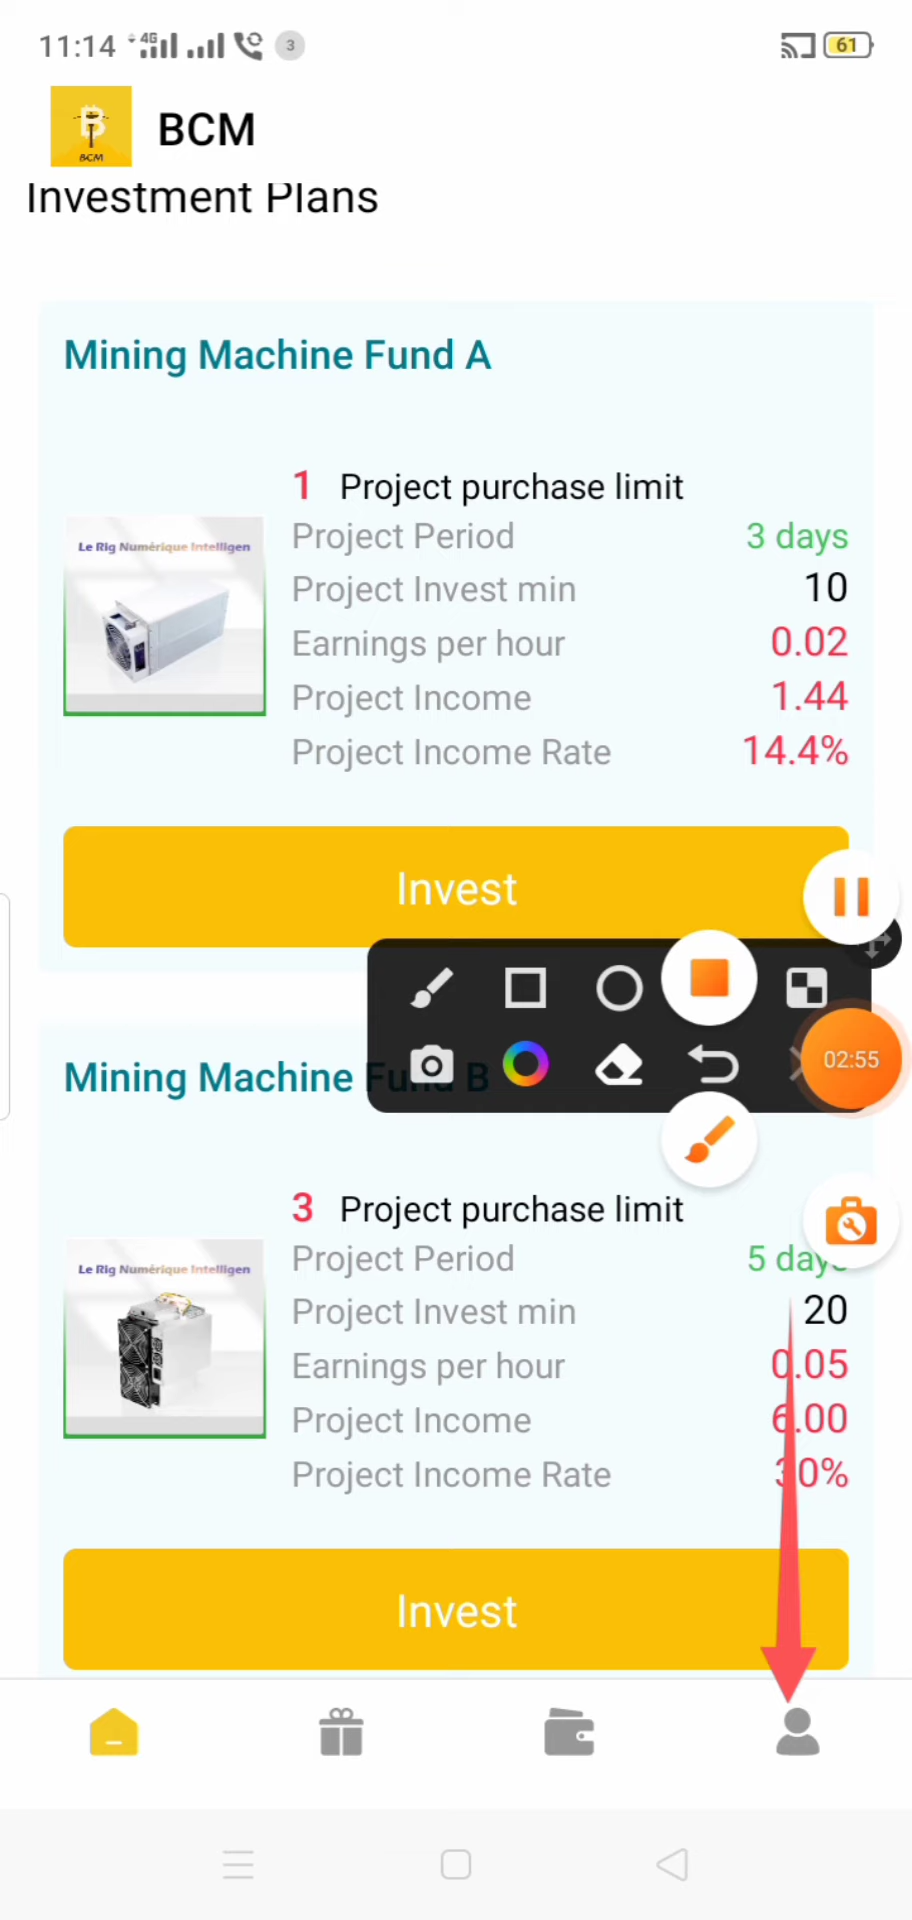 11:14 4G 3 61
BCM
BCM
Investment Plans
Mining Machine Fund A
1 Project purchase limit
Le Rig Numérique Intelligen
Project Period 3 days
Project Invest min 10
Earnings per hour 0.02
Project Income 1.44
Project Income Rate 14.4%
Invest
Mining Machine Fund B
02:55
3 Project purchase limit
Le Rig Numérique Intelligen
Project Period 5 days
Project Invest min 20
Earnings per hour 0.05
Project Income 6.00
Project Income Rate 30%
Invest